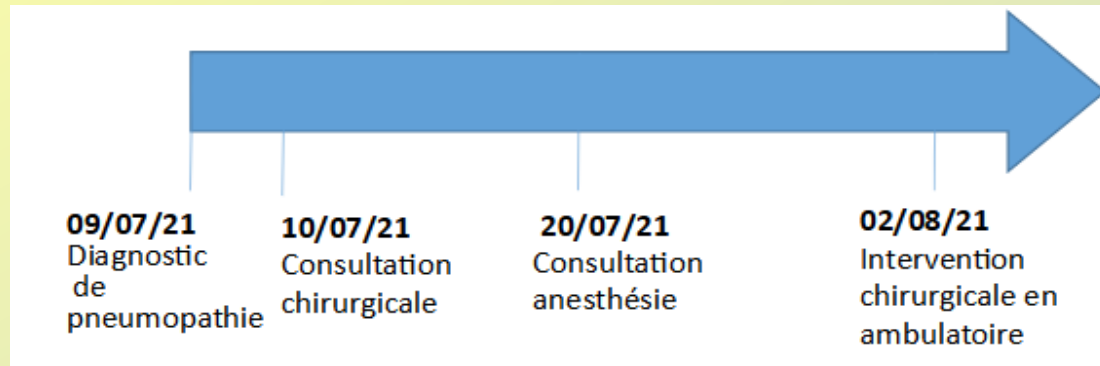 09/07/21
Diagnostic
de
pneumopathie
10/07/21
Consultation
chirurgicale
20/07/21
Consultation
anesthésie
02/08/21
Intervention
chirurgicale en
ambulatoire